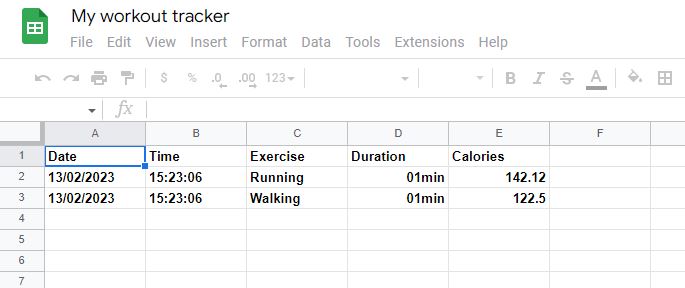 My workout tracker
File Edit View Insert Format Data Tools Extensions Help
$ % .0 .00 123 B I S A
fx
A B C D E F
1 Date Time Exercise Duration Calories
2 13/02/2023 15:23:06 Running 01min 142.12
3 13/02/2023 15:23:06 Walking 01min 122.5
4
5
6
7